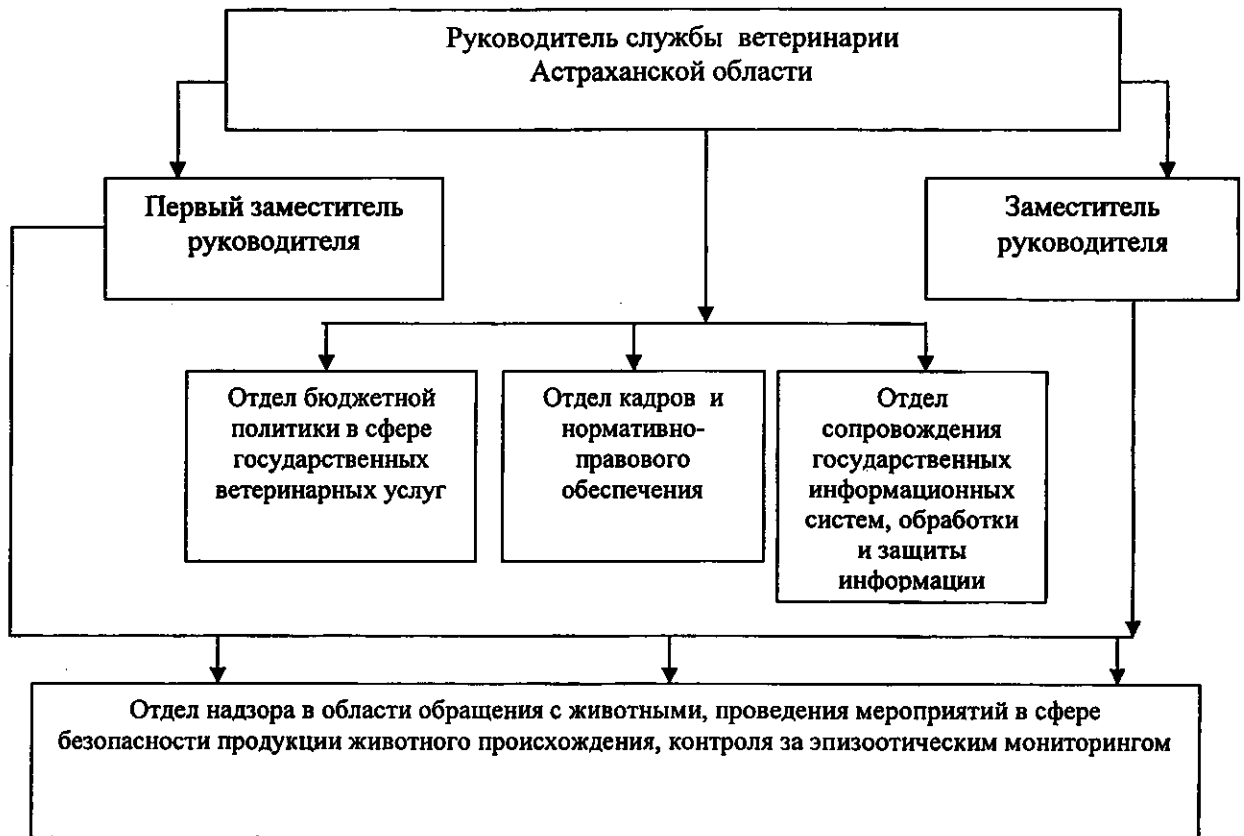 Руководитель службы ветеринарии
Астраханской области
Первый заместитель
руководителя
Заместитель
руководителя
Отдел бюджетной
политики в сфере
государственных
ветеринарных услуг
Отдел кадров и
нормативно-
правового
обеспечения
Отдел
сопровождения
государственных
информационных
систем, обработки
и защиты
информации
Отдел надзора в области обращения с животными, проведения мероприятий в сфере
безопасности продукции животного происхождения, контроля за эпизоотическим мониторингом